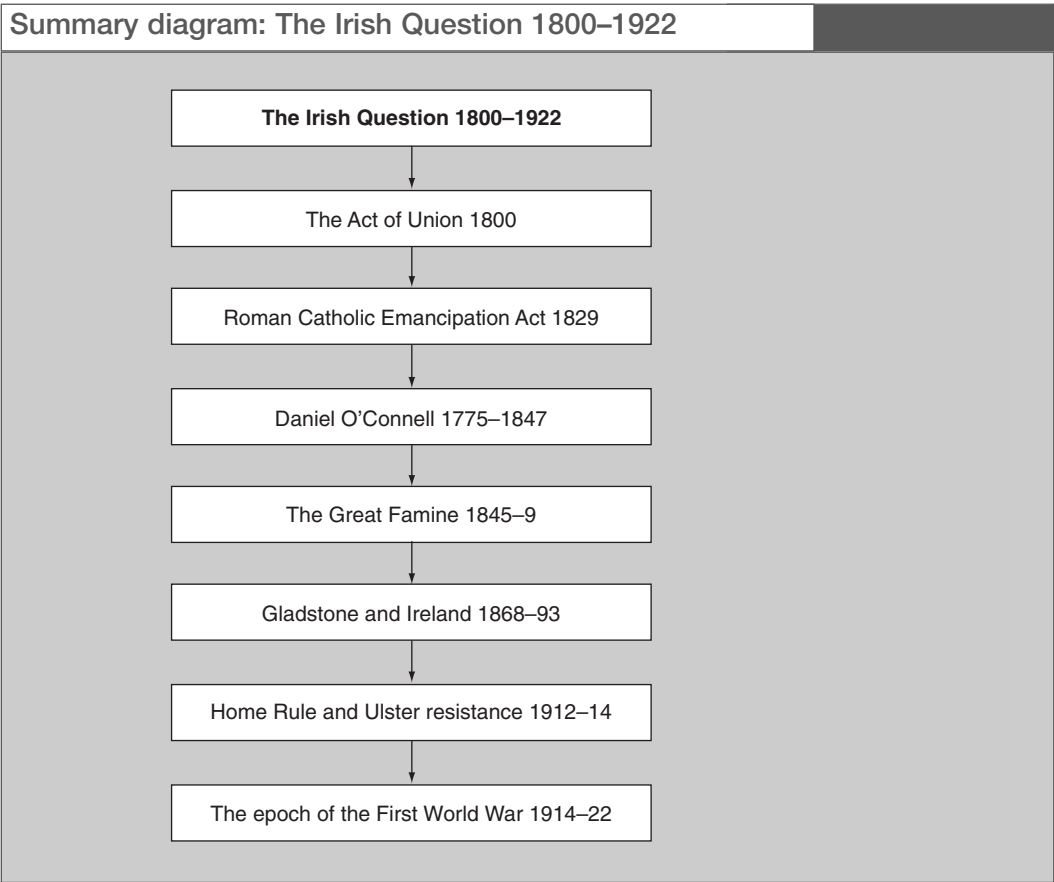 Summary diagram: The Irish Question 1800–1922
The Irish Question 1800–1922
The Act of Union 1800
Roman Catholic Emancipation Act 1829
Daniel O’Connell 1775–1847
The Great Famine 1845–9
Gladstone and Ireland 1868–93
Home Rule and Ulster resistance 1912–14
The epoch of the First World War 1914–22